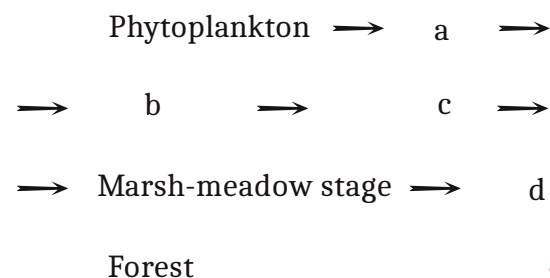 Phytoplankton → a →
→ b → c →
→ Marsh-meadow stage → d
Forest